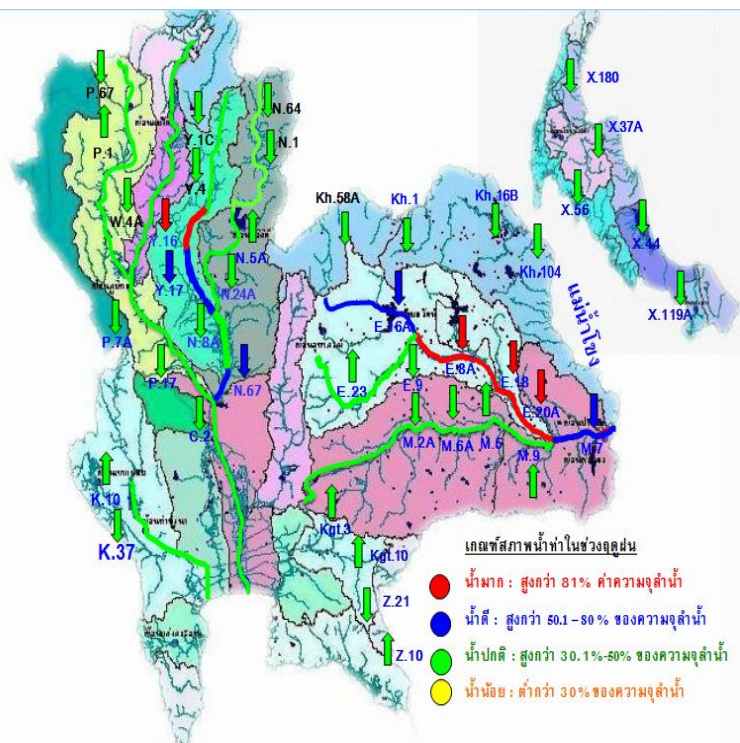 X.180
P.67
N.64
Y.1C
N.1
X.37A
P.1
Y.4
Kh.58A
Kh.1
Kh.16B
X.56
W.4A
X.44
Y.16
N.5A
Kh.104
Y.17
N.24A
แม่น้ำโขง
X.119A
E.16A
P.7A
N.8A
E.8A
P.17
N.67
E.23
E.9
E.18
E.20A
C.2
M.2A
M.6A
M.5
M.9
M.7
K.10
Kgt.3
K.37
Kgt.10
เกณฑ์สภาพน้ำท่าในช่วงฤดูฝน
น้ำมาก : สูงกว่า 81% ค่าความจุลำน้ำ
Z.21
น้ำดี : สูงกว่า 50.1 – 80 % ของความจุลำน้ำ
น้ำปกติ : สูงกว่า 30.1%-50% ของความจุลำน้ำ
Z.10
น้ำน้อย : ต่ำกว่า 30% ของความจุลำน้ำ